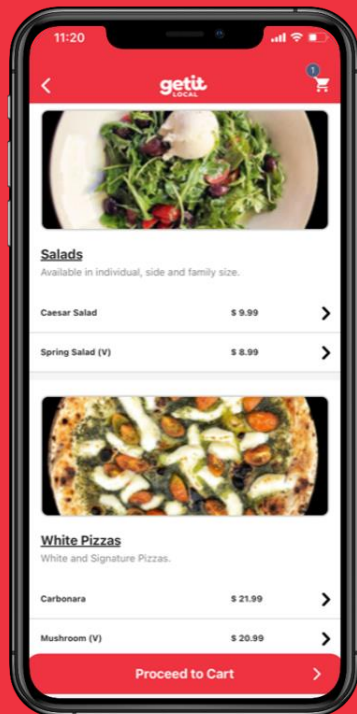 11:20
1
getit
LOCAL
Salads
Available in individual, side and family size.
Caesar Salad $ 9.99
Spring Salad (V) $ 8.99
White Pizzas
White and Signature Pizzas.
Carbonara $ 21.99
Mushroom (V) $ 20.99
Proceed to Cart